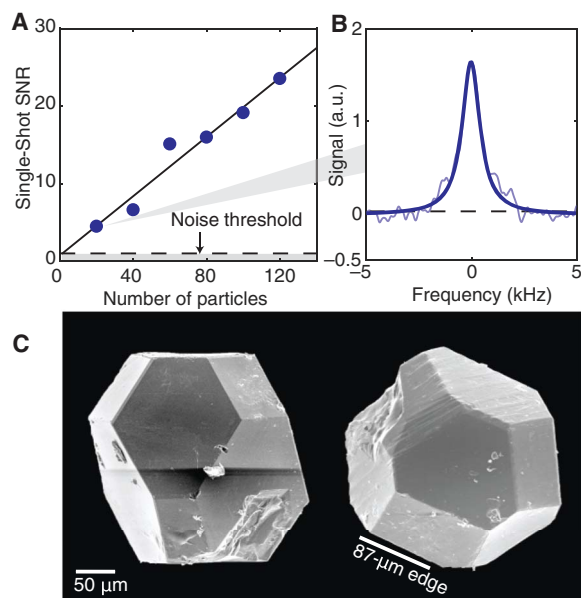 A
B
30
20
10
0
0
40
80
120
Single-Shot SNR
Number of particles
Noise threshold
2
1
0
−0.5
−5
0
5
Signal (a.u.)
Frequency (kHz)
C
50 µm
87-µm edge